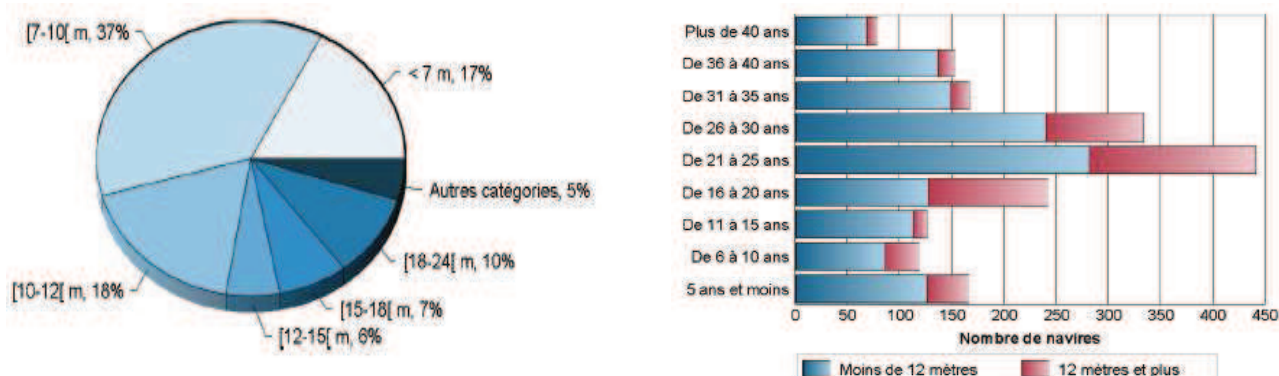 [7-10[ m, 37%
< 7 m, 17%
Autres catégories, 5%
[18-24[ m, 10%
[15-18[ m, 7%
[12-15[ m, 6%
[10-12[ m, 18%
Plus de 40 ans
De 36 à 40 ans
De 31 à 35 ans
De 26 à 30 ans
De 21 à 25 ans
De 16 à 20 ans
De 11 à 15 ans
De 6 à 10 ans
5 ans et moins
0 50 100 150 200 250 300 350 400 450
Nombre de navires
Moins de 12 mètres 12 mètres et plus